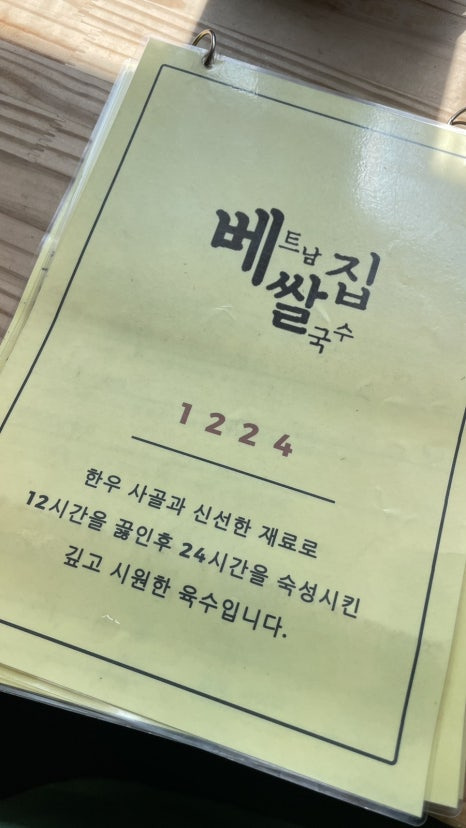 베트남
쌀국수집
1224
한우 사골과 신선한 재료로
12시간을 끓인후 24시간을 숙성시킨
깊고 시원한 육수입니다.